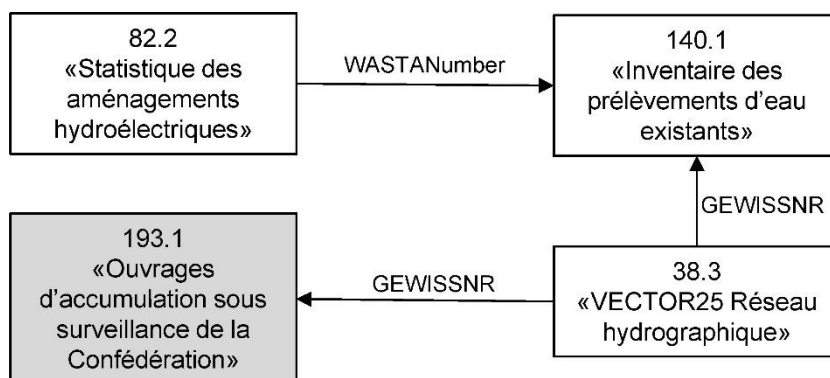 82.2
«Statistique des
aménagements
hydroélectriques»
WASTANumber
140.1
«Inventaire des
prélèvements d’eau
existants»
GEWISSNR
193.1
«Ouvrages
d’accumulation sous
surveillance de la
Confédération»
GEWISSNR
38.3
«VECTOR25 Réseau
hydrographique»